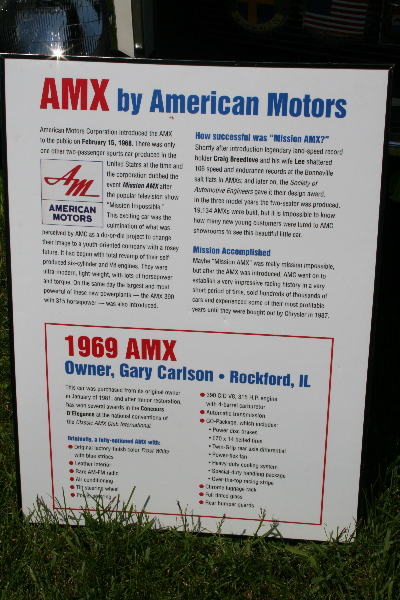 AMX by American Motors
American Motors Corporation introduced the AMX
to the public on February 15, 1968. There was only
one other two-passenger sports car produced in the
United States at the time and
the corporation dubbed the
event Mission AMX after
the popular television show
"Mission Impossible."
This exciting car was the
culmination of what was
AM
AMERICAN
MOTORS
perceived by AMC as a do-or-die project to change
their image to a youth-oriented company with a rosey
future. It had begun with total revamp of their self-
produced six-cylinder and V8 engines. They were
ultra modern, light-weight, with lots of horsepower
and torque. On the same day the largest and most
powerful of these new powerplants — the AMX 390
with 315 horsepower — was also introduced.
How successful was "Mission AMX?"
Shortly after introduction legendary land-speed record
holder Craig Breedlove and his wife Lee shattered
106 speed and endurance records at the Bonneville
salt flats in AMXs; and later on, the Society of
Automotive Engineers gave it their design award.
In the three model years the two-seater was produced,
19,134 AMXs were built, but it is impossible to know
how many new customers were lured to AMC
showrooms to see this beautiful little car.
Mission Accomplished
Maybe "Mission AMX" was really mission impossible,
but after the AMX was introduced, AMC went on to
establish a very impressive racing history in a very
short period of time, sold hundreds of thousands of
cars and experienced some of their most profitable
years until they were bought out by Chrysler in 1987.
1969 AMX
Owner, Gary Carlson • Rockford, IL
This car was purchased from its original owner
in January of 1981, and after minor restoration,
has won several awards in the Concours
D'Elegance at the national conventions of
the Classic AMX Club International.
Originally, a fully-optioned AMX with:
● Original factory finish color Frost White
with blue stripes
● Leather interior
● Rare AM-FM radio
● Air conditioning
● Tilt steering wheel
● Power steering
● 390 CID V8, 315 H.P. engine
with 4-barrel carburetor
● Automatic transmission
● GO-Package, which includes:
• Power disc brakes
• E70 x 14 belted tires
• Twin-Grip rear axle differential
• Power-flex fan
• Heavy-duty cooling system
• Special-duty handling package
• Over-the-top racing stripe
● Chrome luggage rack
● Full tinted glass
● Rear bumper guards